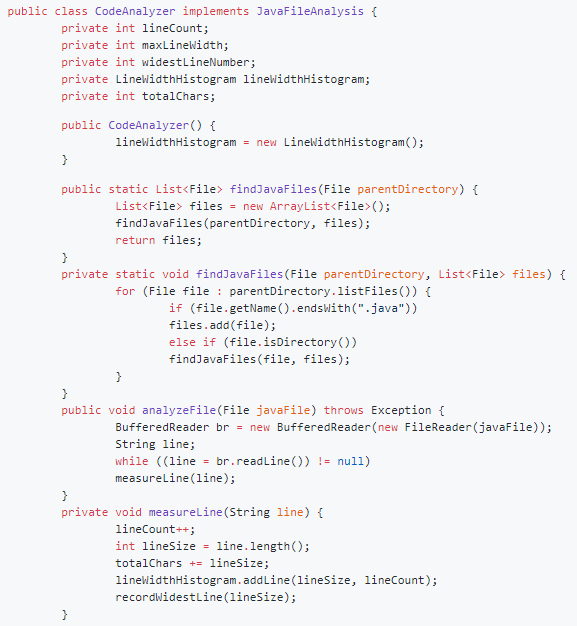 public class CodeAnalyzer implements JavaFileAnalysis {
private int lineCount;
private int maxLineWidth;
private int widestLineNumber;
private LineWidthHistogram lineWidthHistogram;
private int totalChars;
public CodeAnalyzer() {
lineWidthHistogram = new LineWidthHistogram();
}
public static List<File> findJavaFiles(File parentDirectory) {
List<File> files = new ArrayList<File>();
findJavaFiles(parentDirectory, files);
return files;
}
private static void findJavaFiles(File parentDirectory, List<File> files) {
for (File file : parentDirectory.listFiles()) {
if (file.getName().endsWith(".java"))
files.add(file);
else if (file.isDirectory())
findJavaFiles(file, files);
}
}
public void analyzeFile(File javaFile) throws Exception {
BufferedReader br = new BufferedReader(new FileReader(javaFile));
String line;
while ((line = br.readLine()) != null)
measureLine(line);
}
private void measureLine(String line) {
lineCount++;
int lineSize = line.length();
totalChars += lineSize;
lineWidthHistogram.addLine(lineSize, lineCount);
recordWidestLine(lineSize);
}